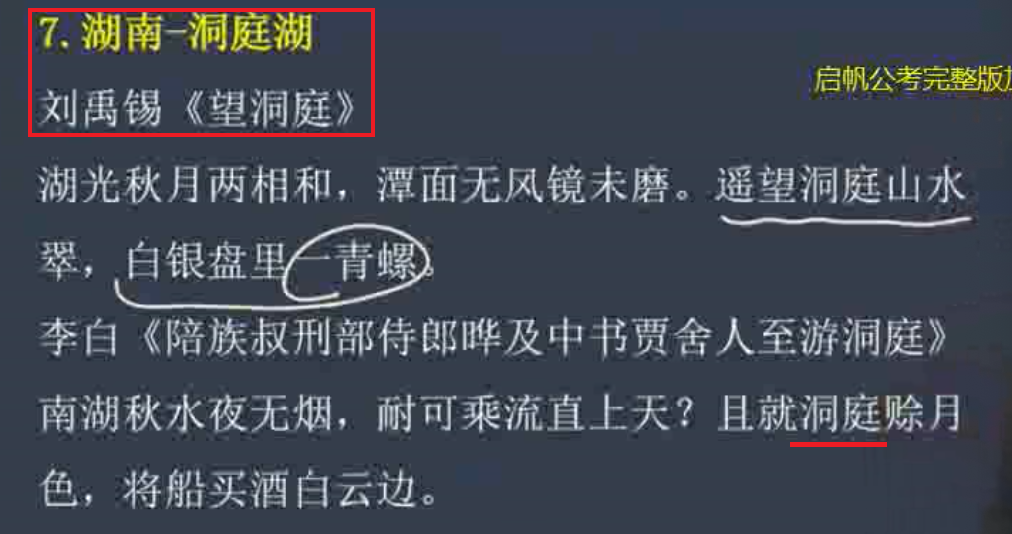 7.湖南-洞庭湖
启帆公考完整版加
刘禹锡《望洞庭》
湖光秋月两相和，潭面无风镜未磨。遥望洞庭山水
翠，白银盘里一青螺。
李白《陪族叔刑部侍郎晔及中书贾舍人至游洞庭》
南湖秋水夜无烟，耐可乘流直上天？且就洞庭赊月
色，将船买酒白云边。